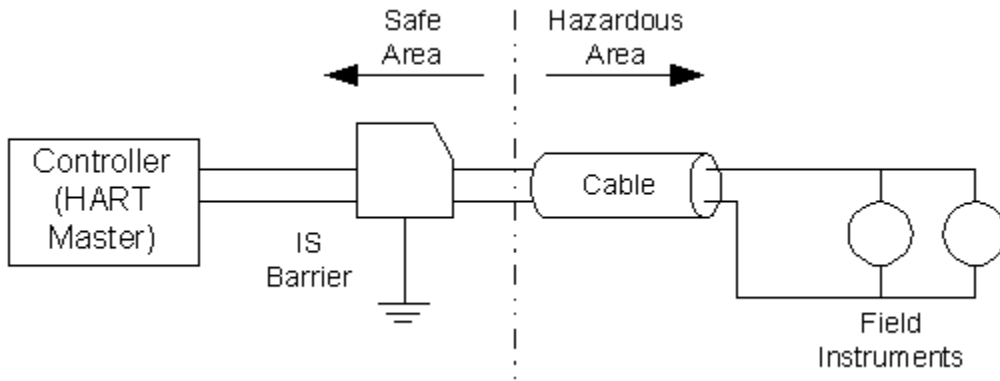 Safe
Area
Hazardous
Area
Controller
(HART
Master)
IS
Barrier
Cable
Field
Instruments